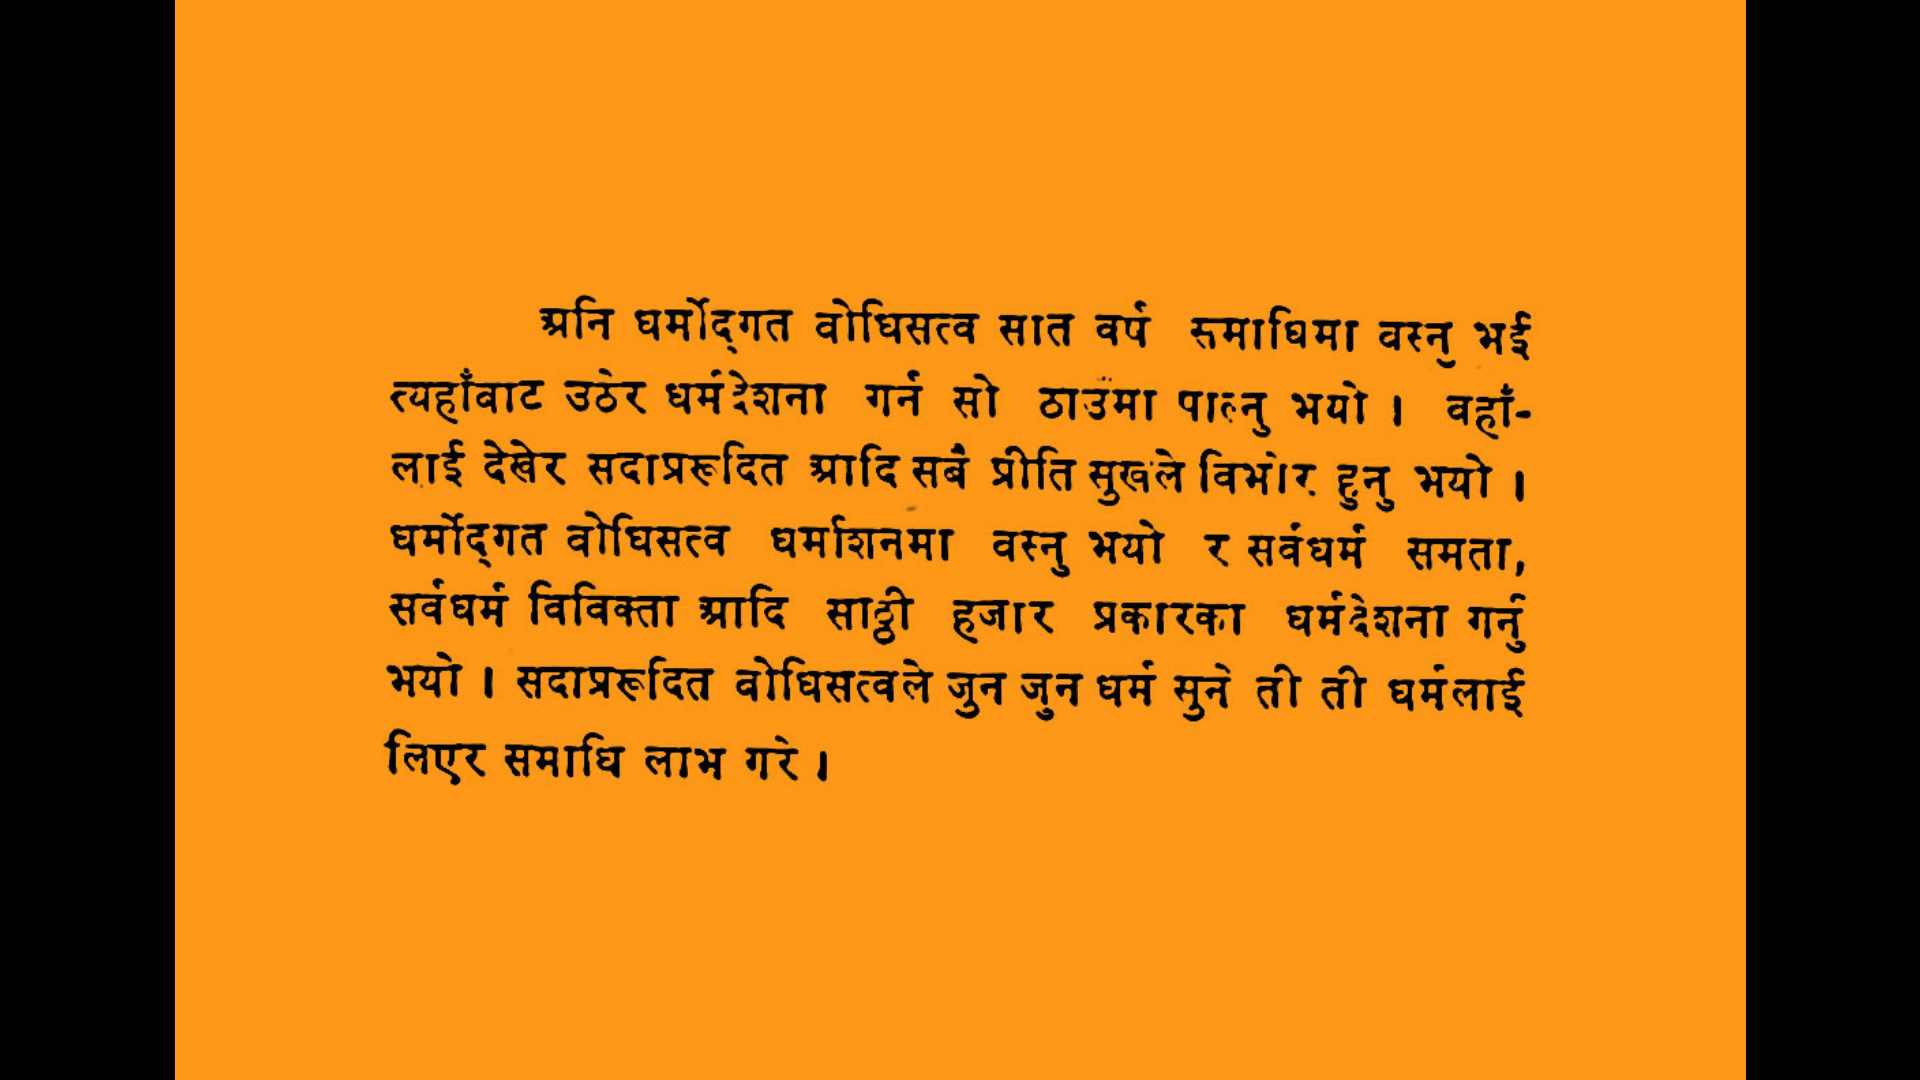 अनि धर्मोद्गत वोधिसत्व सात वर्ष समाधिमा वस्नु भई
त्यहाँबाट उठेर धर्मदेशना गर्न सो ठाउँमा पाल्नु भयो । वहाँ-
लाई देखेर सदाप्ररूदित आदि सबै प्रीति सुखले विभोर हुनु भयो ।
धर्मोद्गत वोधिसत्व धर्माशनमा वस्नु भयो र सर्वधर्म समता,
सर्वधर्म विविक्ता आदि साठ्ठी हजार प्रकारका धर्मदेशना गर्नु
भयो । सदाप्ररूदित वोधिसत्वले जुन जुन धर्म सुने ती ती धर्मलाई
लिएर समाधि लाभ गरे ।